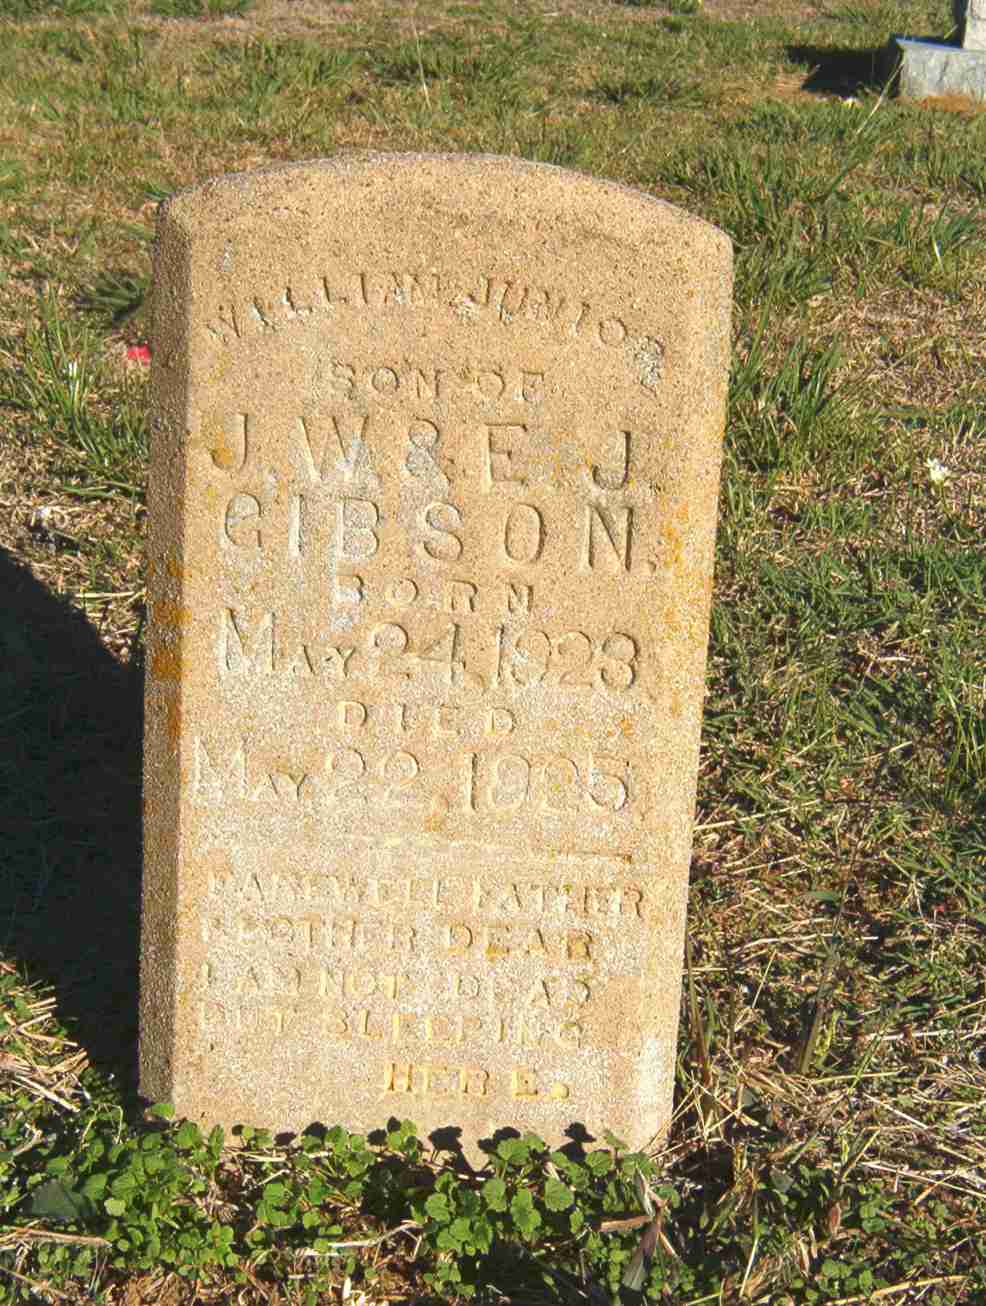 WILLIAM JUNIOR
SON OF
J. W. & E. J.
GIBSON.
BORN
MAY 24, 1923
DIED
MAY 22, 1925
FAREWELL FATHER
MOTHER DEAR
NOT DEAD
BUT SLEEPING
HERE.